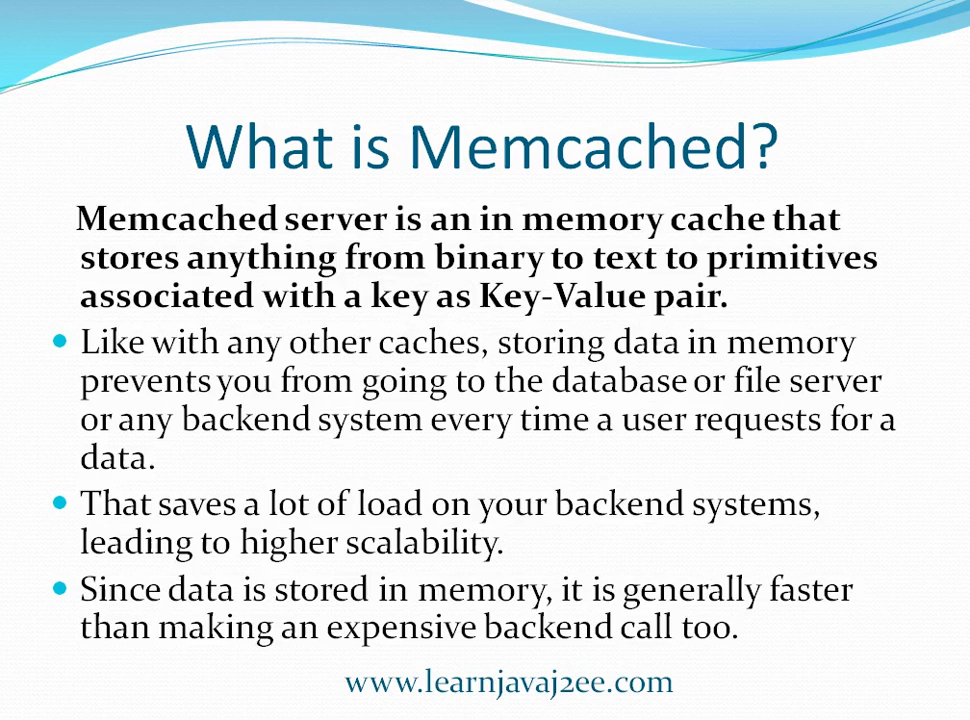 What is Memcached?
Memcached server is an in memory cache that
stores anything from binary to text to primitives
associated with a key as Key-Value pair.
Like with any other caches, storing data in memory
prevents you from going to the database or file server
or any backend system every time a user requests for a
data.
That saves a lot of load on your backend systems,
leading to higher scalability.
Since data is stored in memory, it is generally faster
than making an expensive backend call too.
www.learnjavaj2ee.com